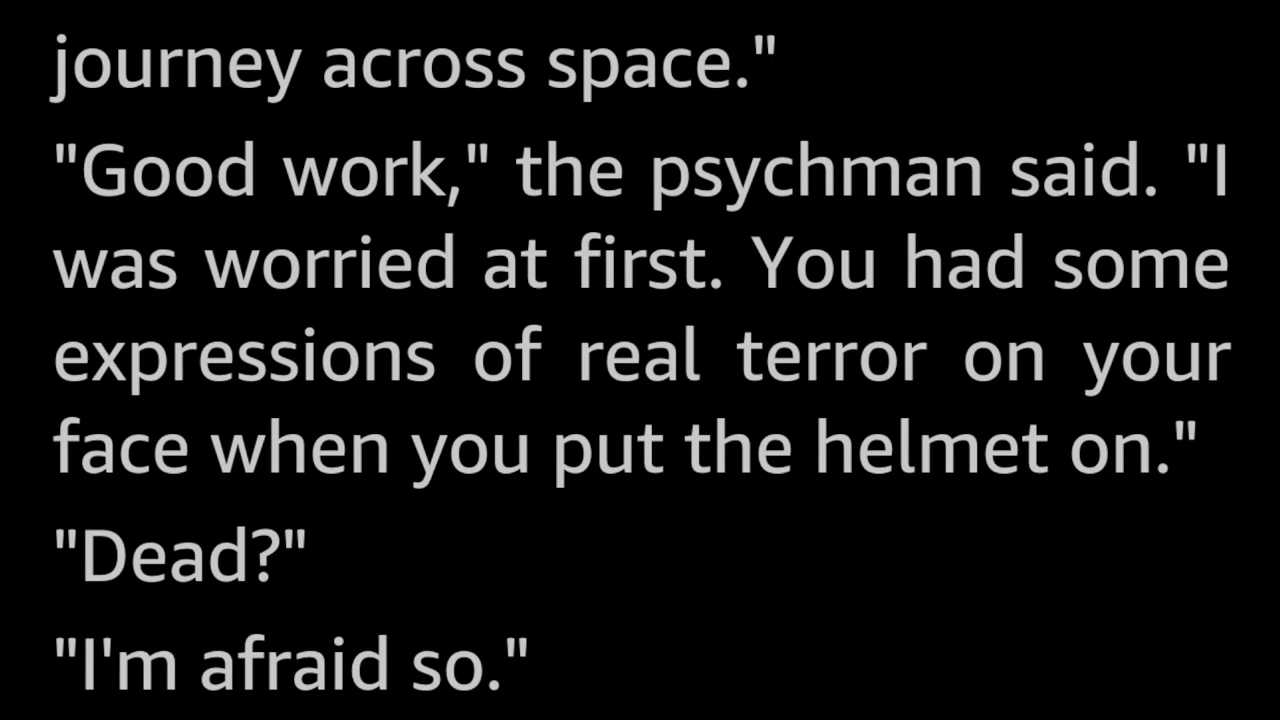 journey across space."
"Good work," the psychman said. "I
was worried at first. You had some
expressions of real terror on your
face when you put the helmet on."
"Dead?"
"I'm afraid so."